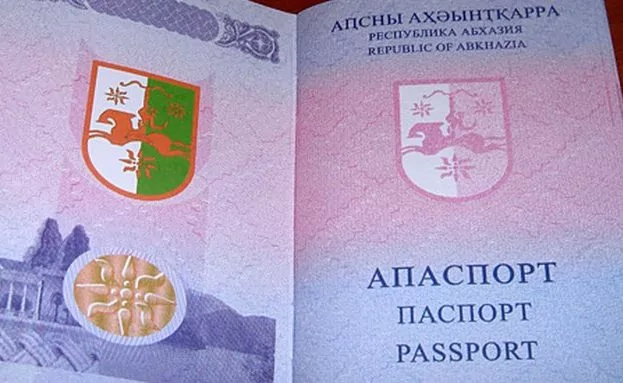 АԤСНЫ АҲӘЫНҬҚАРРА
РЕСПУБЛИКА АБХАЗИЯ
REPUBLIC OF ABKHAZIA
АПАСПОРТ
ПАСПОРТ
PASSPORT